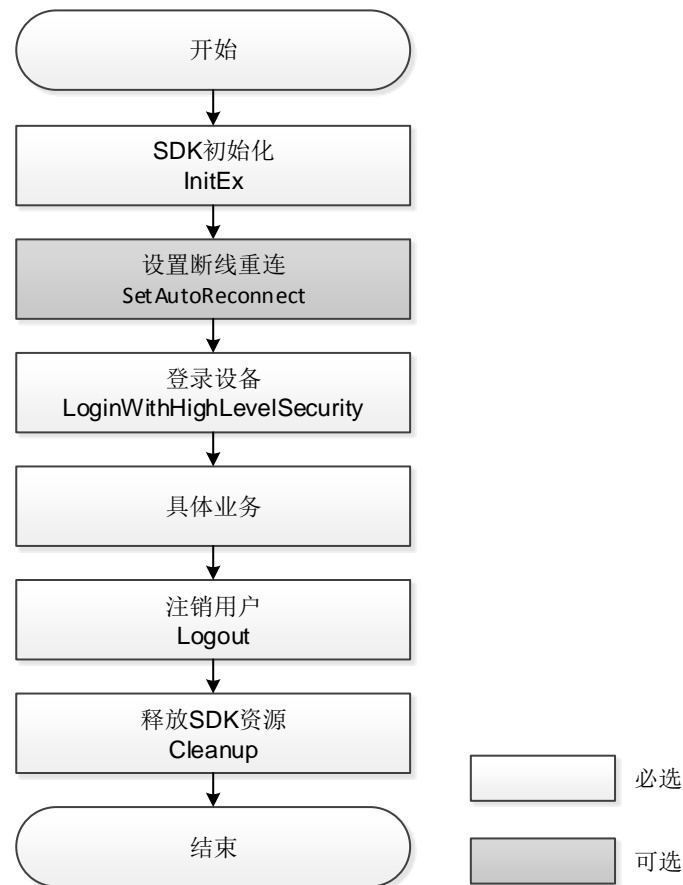 开始
SDK初始化
InitEx
设置断线重连
SetAutoReconnect
登录设备
LoginWithHighLevelSecurity
具体业务
注销用户
Logout
释放SDK资源
Cleanup
结束
必选
可选